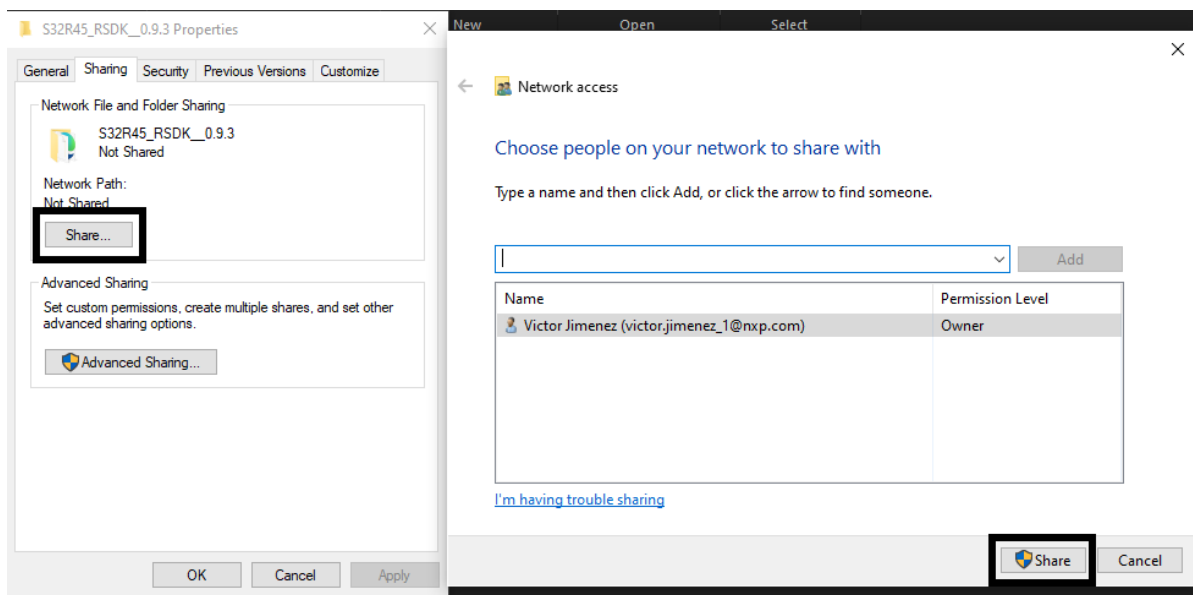 S32R45_RSDK__0.9.3 Properties
General Sharing Security Previous Versions Customize
Network File and Folder Sharing
S32R45_RSDK__0.9.3
Not Shared
Network Path:
Not Shared
Share...
Advanced Sharing
Set custom permissions, create multiple shares, and set other
advanced sharing options.
Advanced Sharing...
OK Cancel Apply
New Open Select
Network access
Choose people on your network to share with
Type a name and then click Add, or click the arrow to find someone.
Add
Name Permission Level
Victor Jimenez (victor.jimenez_1@nxp.com) Owner
I'm having trouble sharing
Share Cancel